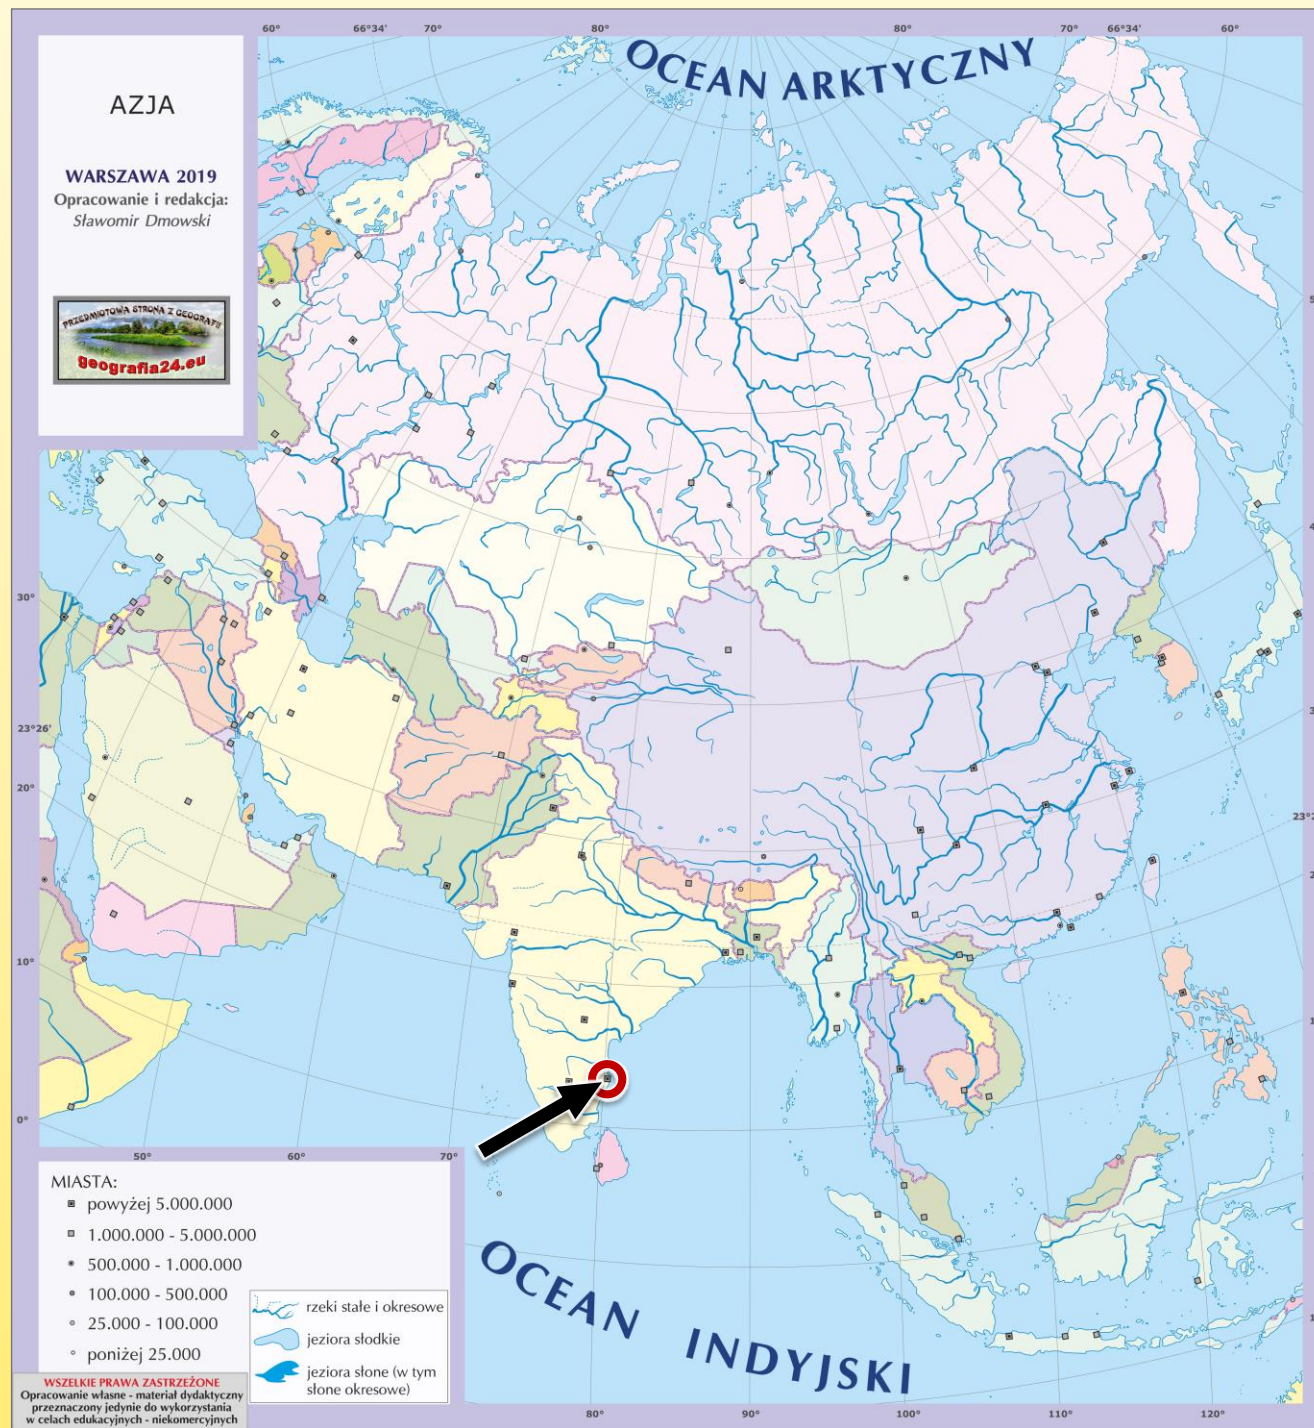 60°
66°34'
70°
80°
80°
70°
66°34'
60°
OCEAN ARKTYCZNY
AZJA
WARSZAWA 2019
Opracowanie i redakcja:
Sławomir Dmowski
PRZEDMIOTOWA STRONA Z GEOGRAFII
geografia24.eu
30°
23°26'
20°
10°
0°
50°
60°
70°
MIASTA:
powyżej 5.000.000
1.000.000 - 5.000.000
500.000 - 1.000.000
100.000 - 500.000
25.000 - 100.000
poniżej 25.000
rzeki stałe i okresowe
jeziora słodkie
jeziora słone (w tym
słone okresowe)
OCEAN INDYJSKI
WSZELKIE PRAWA ZASTRZEŻONE
Opracowanie własne - materiał dydaktyczny
przeznaczony jedynie do wykorzystania
w celach edukacyjnych - niekomercyjnych
80°
90°
100°
110°
120°